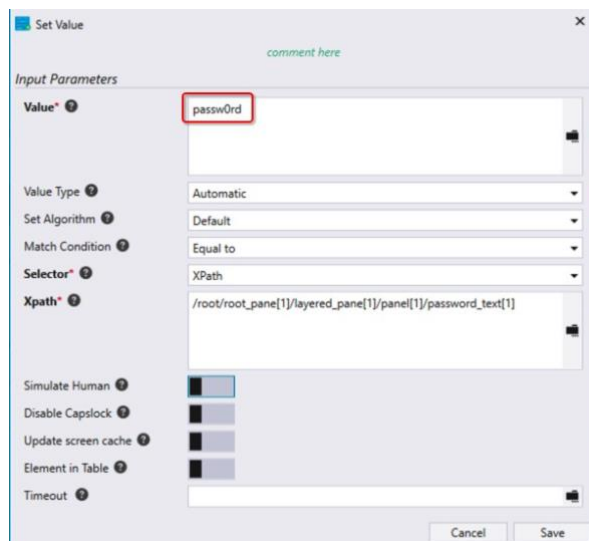 Set Value
comment here
Input Parameters
Value*
passw0rd
Value Type Automatic
Set Algorithm Default
Match Condition Equal to
Selector* XPath
Xpath* /root/root_pane[1]/layered_pane[1]/panel[1]/password_text[1]
Simulate Human
Disable Capslock
Update screen cache
Element in Table
Timeout
Cancel Save